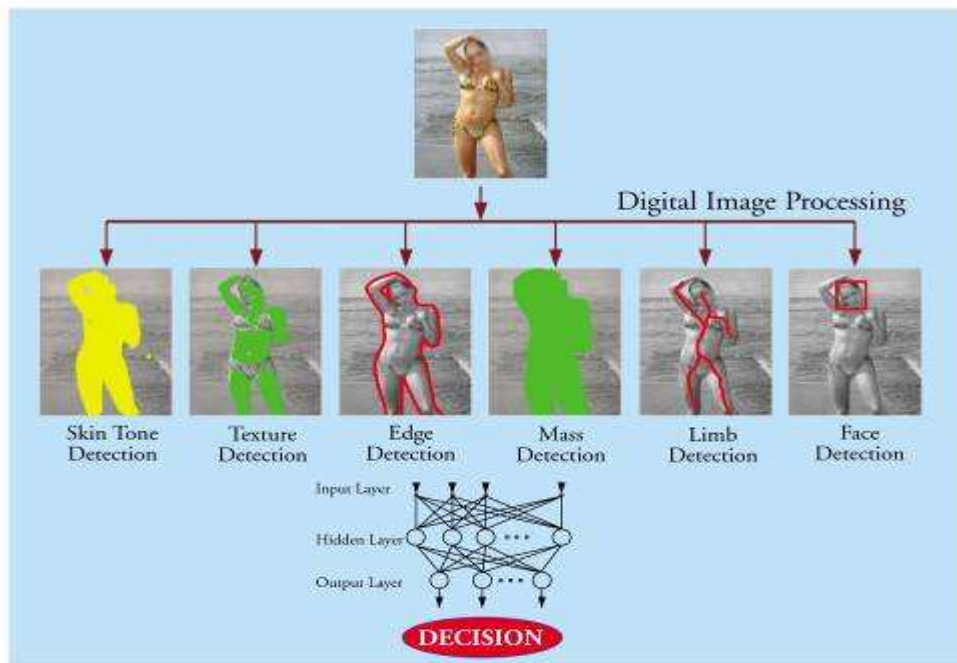 Digital Image Processing
Skin Tone
Detection
Texture
Detection
Edge
Detection
Mass
Detection
Limb
Detection
Face
Detection
Input Layer
Hidden Layer
Output Layer
DECISION